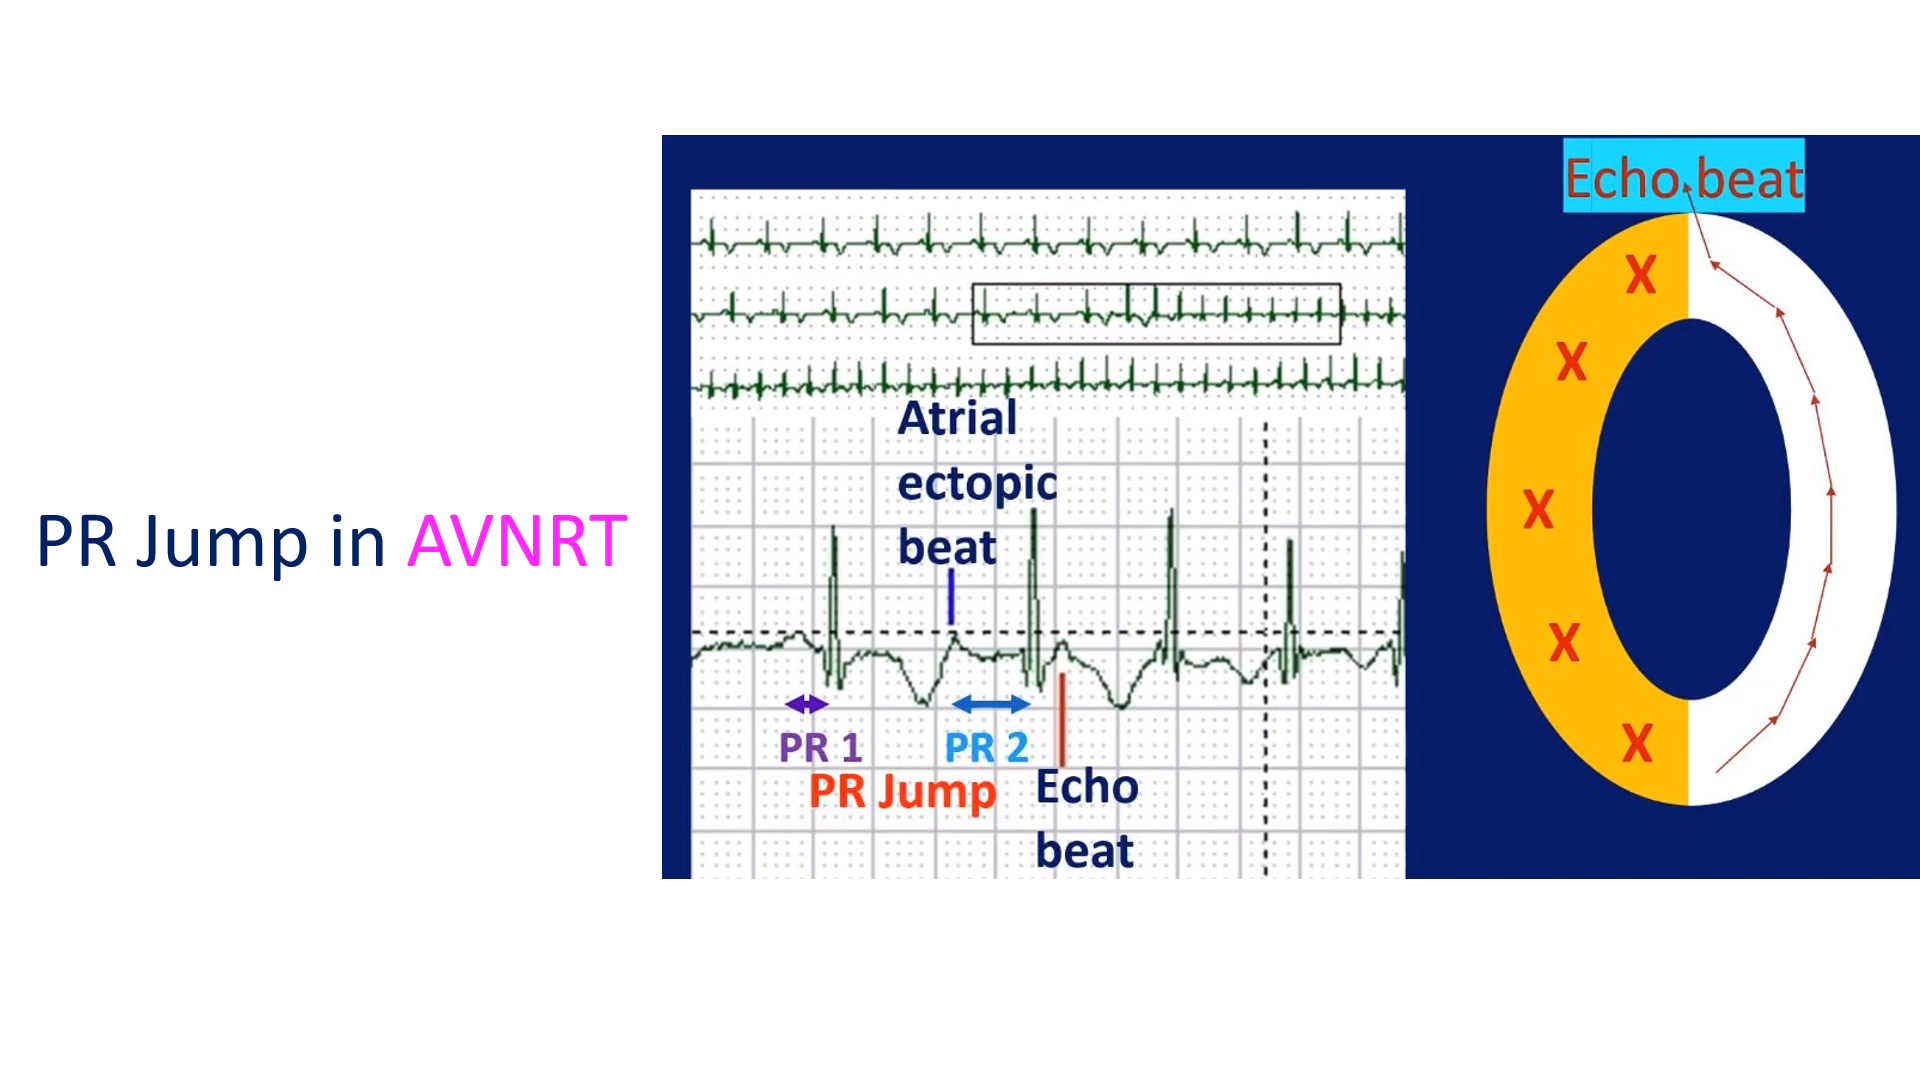 PR Jump in AVNRT
Atrial
ectopic
beat
PR 1
PR 2
PR Jump
Echo
beat
Echo beat
X
X
X
X
X